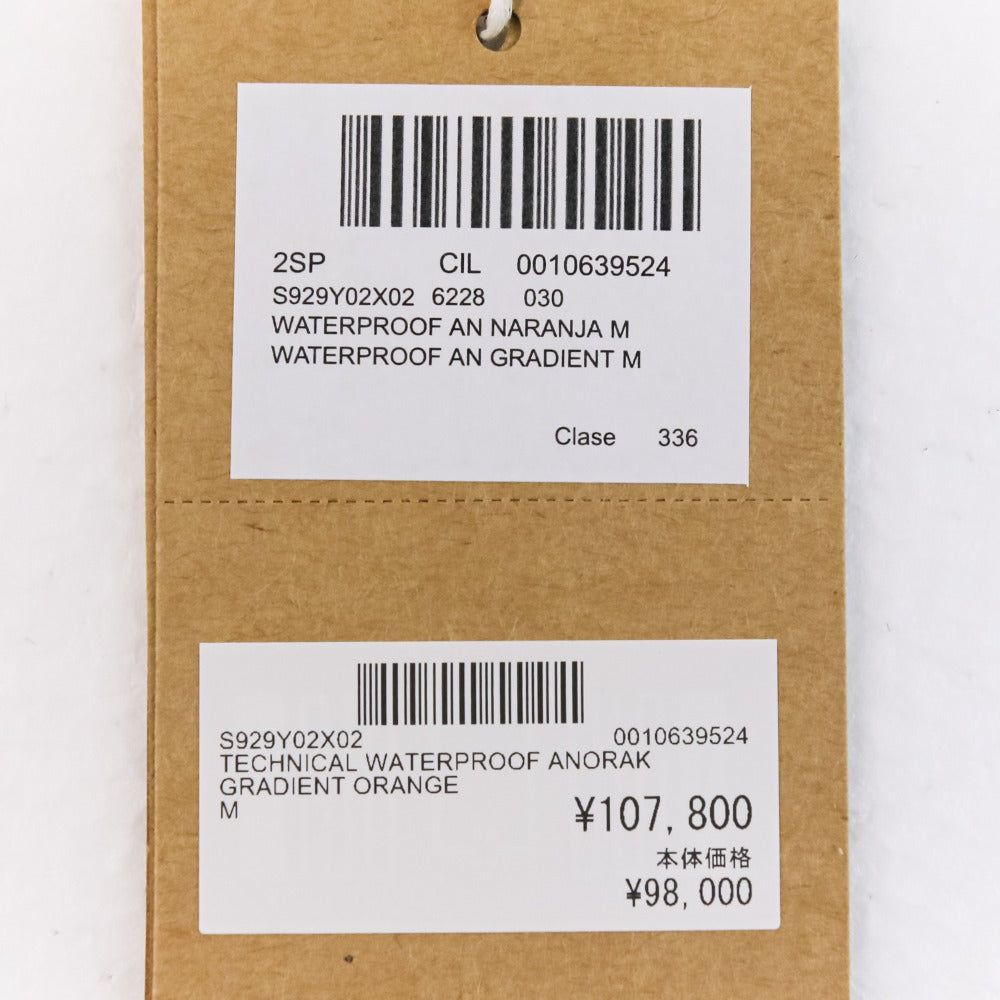 2SP CIL 0010639524
S929Y02X02 6228 030
WATERPROOF AN NARANJA M
WATERPROOF AN GRADIENT M
Clase 336
S929Y02X02 0010639524
TECHNICAL WATERPROOF ANORAK
GRADIENT ORANGE
M
¥107,800
本体価格
¥98,000